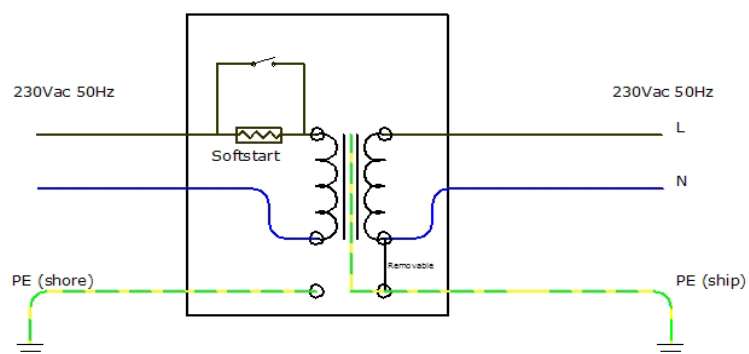 230Vac 50Hz
230Vac 50Hz
L
Softstart
N
Removable
PE (shore)
PE (ship)